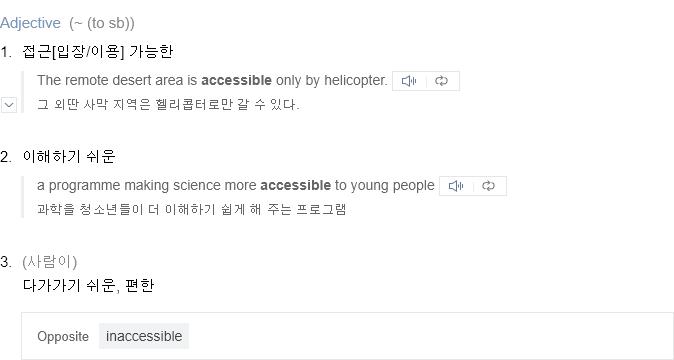 Adjective (~ (to sb))
1. 접근[입장/이용] 가능한
The remote desert area is accessible only by helicopter.
그 외딴 사막 지역은 헬리콥터로만 갈 수 있다.
2. 이해하기 쉬운
a programme making science more accessible to young people
과학을 청소년들이 더 이해하기 쉽게 해 주는 프로그램
3. (사람이)
다가가기 쉬운, 편한
Opposite inaccessible